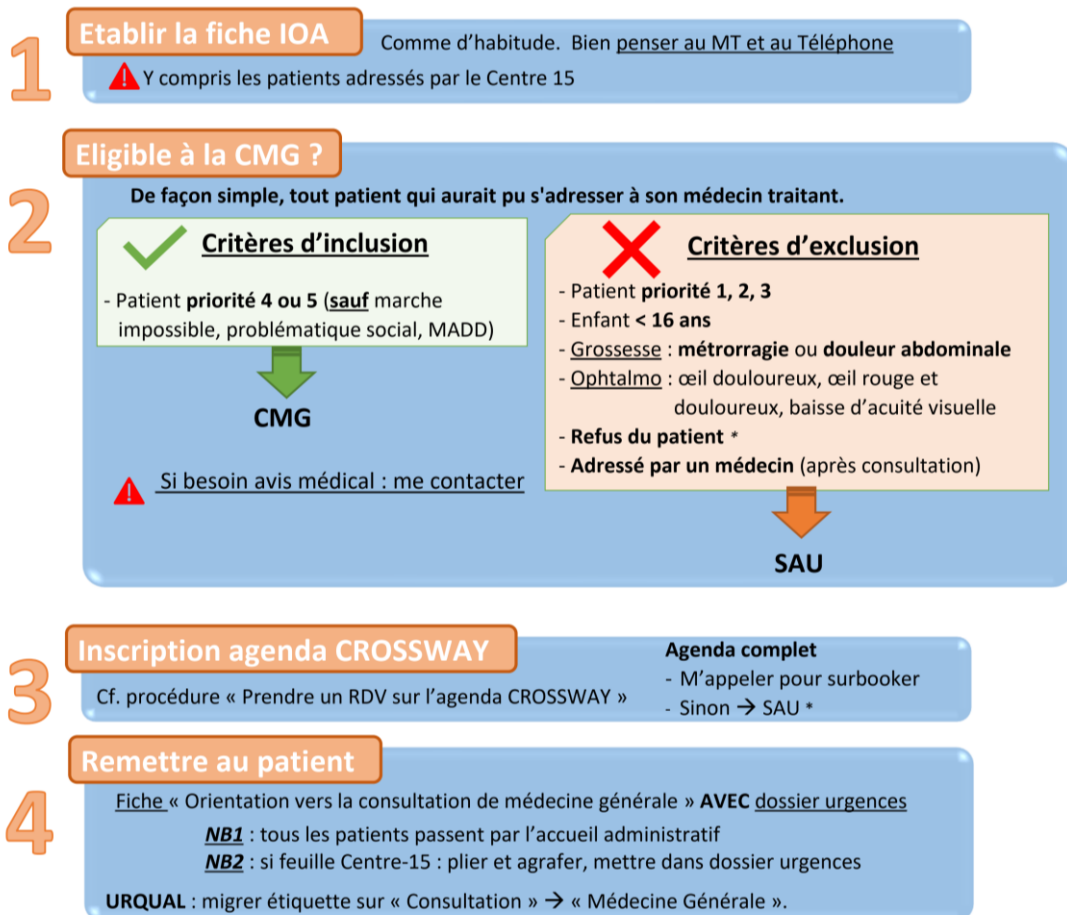 1
Etablir la fiche IOA
Comme d'habitude. Bien penser au MT et au Téléphone
Y compris les patients adressés par le Centre 15
2
Eligible à la CMG ?
De façon simple, tout patient qui aurait pu s'adresser à son médecin traitant.
Critères d'inclusion
- Patient priorité 4 ou 5 (sauf marche
impossible, problématique social, MADD)
CMG
Si besoin avis médical : me contacter
Critères d'exclusion
- Patient priorité 1, 2, 3
- Enfant < 16 ans
- Grossesse : métrorragie ou douleur abdominale
- Ophtalmo : œil douloureux, œil rouge et
douloureux, baisse d'acuité visuelle
- Refus du patient *
- Adressé par un médecin (après consultation)
SAU
3
Inscription agenda CROSSWAY
Cf. procédure « Prendre un RDV sur l'agenda CROSSWAY »
Agenda complet
- M'appeler pour surbooker
- Sinon → SAU *
4
Remettre au patient
Fiche « Orientation vers la consultation de médecine générale » AVEC dossier urgences
NB1 : tous les patients passent par l'accueil administratif
NB2 : si feuille Centre-15 : plier et agrafer, mettre dans dossier urgences
URQUAL : migrer étiquette sur « Consultation » → « Médecine Générale ».